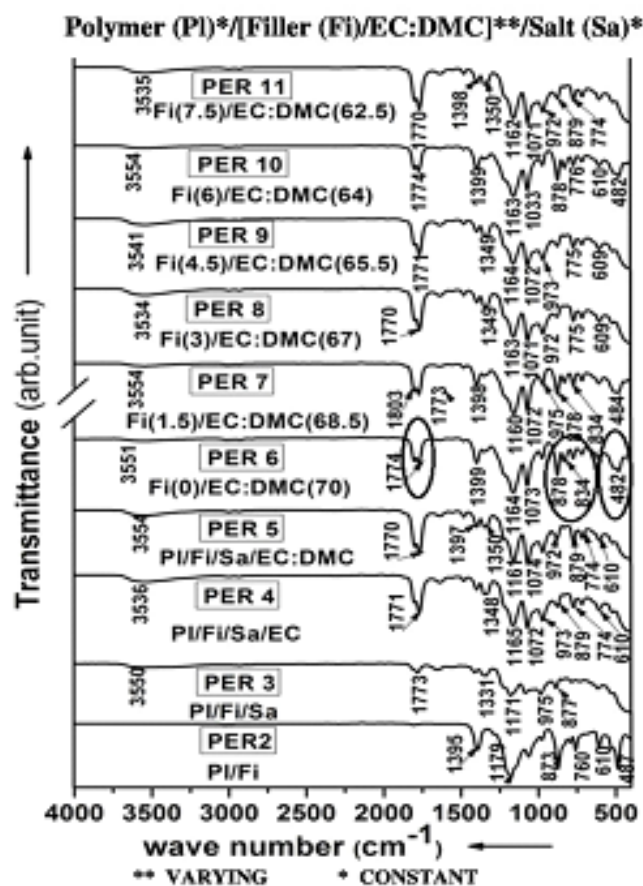 Polymer (Pl)*/[Filler (Fi)/EC:DMC]**/Salt (Sa)*
Transmittance (arb.unit)
PER 11
Fi(7.5)/EC:DMC(62.5)
3535 1770 1398 1350 1162 1071 972 879 774
PER 10
Fi(6)/EC:DMC(64)
3554 1774 1399 1163 1033 878 776 610 482
PER 9
Fi(4.5)/EC:DMC(65.5)
3541 1771 1349 1164 1072 973 775 609
PER 8
Fi(3)/EC:DMC(67)
3534 1770 1349 1163 1071 972 775 609
PER 7
Fi(1.5)/EC:DMC(68.5)
3554 1803 1773 1398 1160 1072 975 878 834 484
PER 6
Fi(0)/EC:DMC(70)
3551 1774 1399 1164 1073 878 834 482
PER 5
Pl/Fi/Sa/EC:DMC
3554 1770 1397 1350 1161 1074 972 879 774 610
PER 4
Pl/Fi/Sa/EC
3536 1771 1348 1165 1072 973 879 774 610
PER 3
Pl/Fi/Sa
3550 1773 1331 1171 975 877
PER2
Pl/Fi
1395 1179 873 760 610 487
4000 3500 3000 2500 2000 1500 1000 500
wave number (cm-1)
** VARYING * CONSTANT